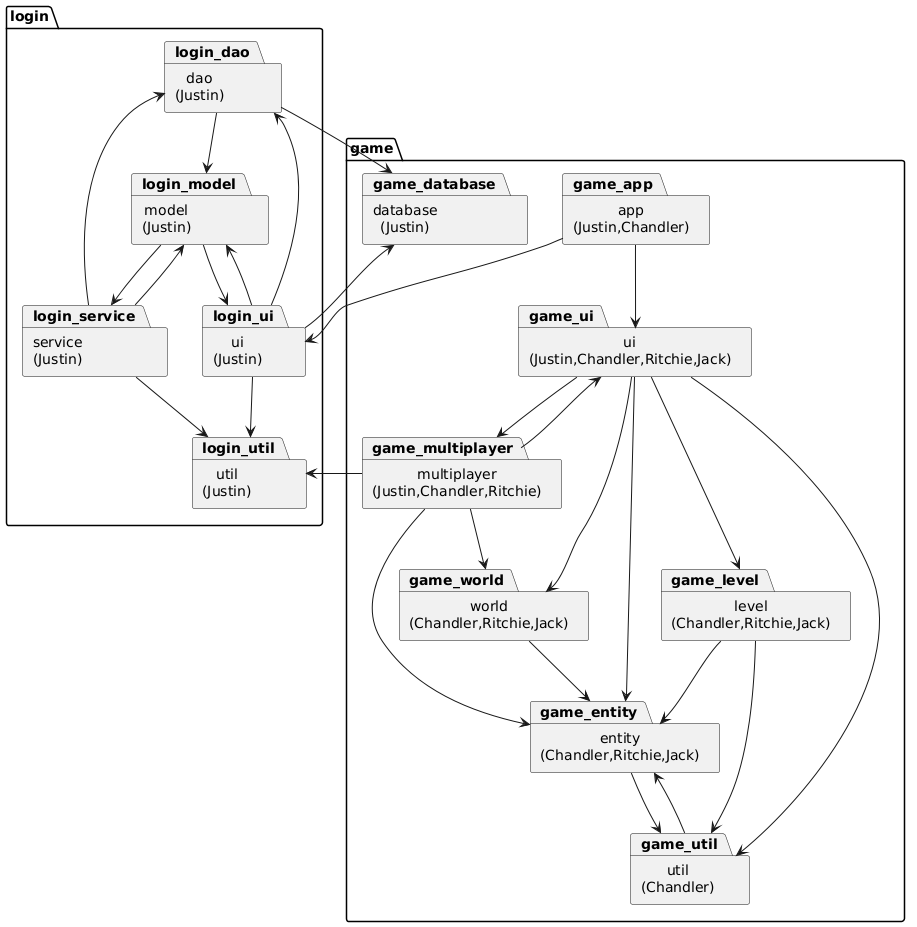 login
login_dao
dao
(Justin)
login_model
model
(Justin)
login_service
service
(Justin)
login_ui
ui
(Justin)
login_util
util
(Justin)
game
game_database
database
(Justin)
game_app
app
(Justin,Chandler)
game_ui
ui
(Justin,Chandler,Ritchie,Jack)
game_multiplayer
multiplayer
(Justin,Chandler,Ritchie)
game_world
world
(Chandler,Ritchie,Jack)
game_level
level
(Chandler,Ritchie,Jack)
game_entity
entity
(Chandler,Ritchie,Jack)
game_util
util
(Chandler)